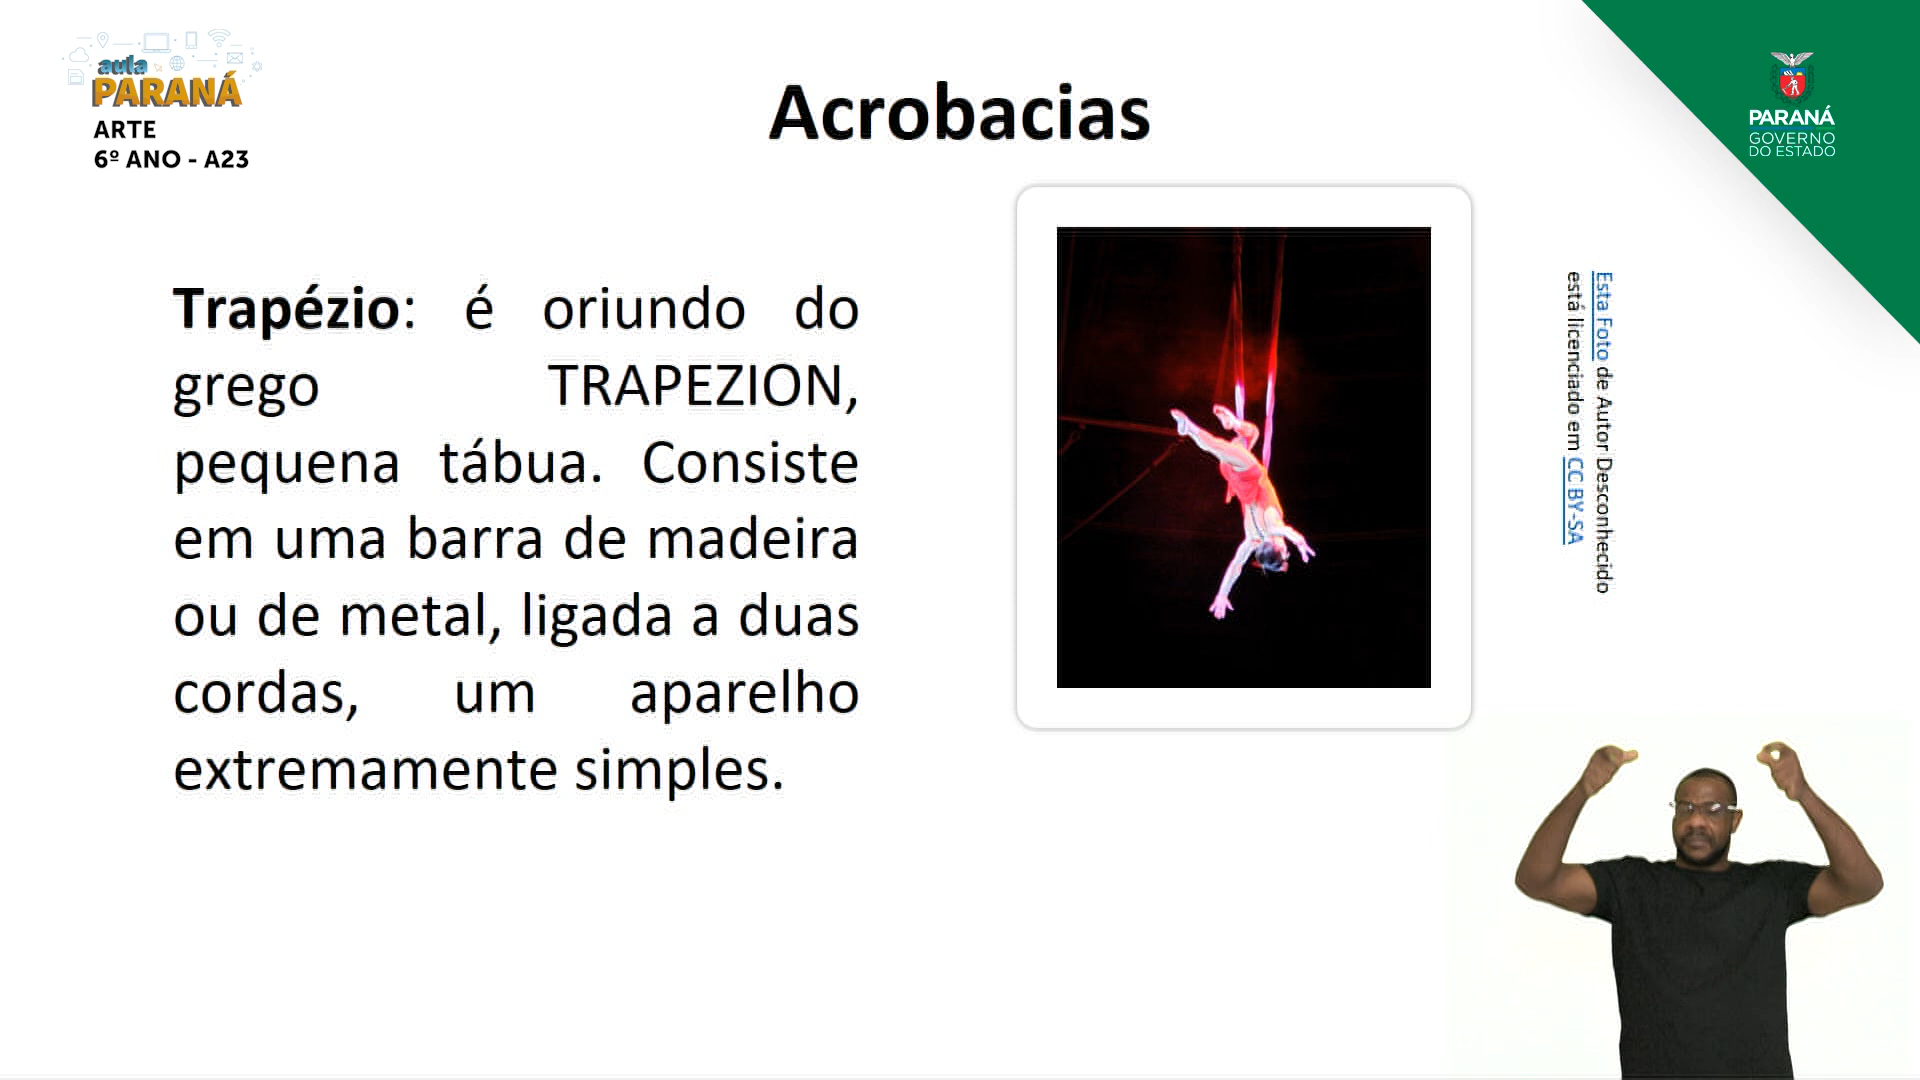 aula
PARANÁ
ARTE
6º ANO - A23
Acrobacias
PARANÁ
GOVERNO
DO ESTADO
Trapézio: é oriundo do
grego TRAPEZION,
pequena tábua. Consiste
em uma barra de madeira
ou de metal, ligada a duas
cordas, um aparelho
extremamente simples.
Esta Foto de Autor Desconhecido
está licenciado em CC BY-SA